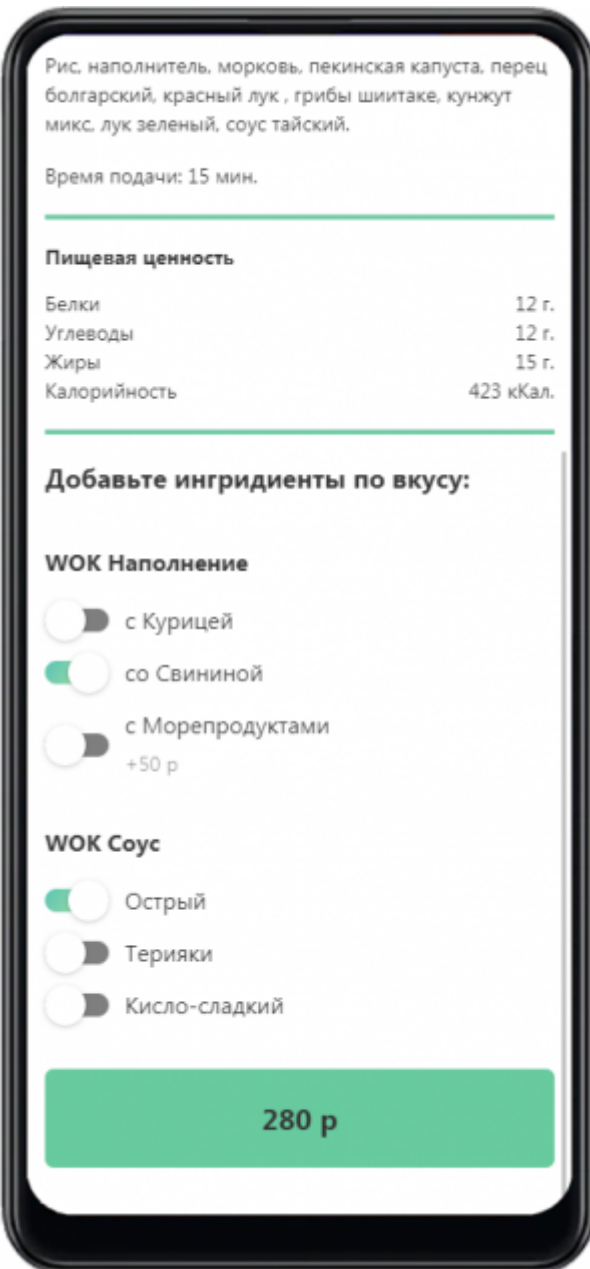 Рис, наполнитель, морковь, пекинская капуста, перец
болгарский, красный лук , грибы шиитаке, кунжут
микс, лук зеленый, соус тайский.
Время подачи: 15 мин.
Пищевая ценность
Белки 12 г.
Углеводы 12 г.
Жиры 15 г.
Калорийность 423 кКал.
Добавьте ингридиенты по вкусу:
WOK Наполнение
с Курицей
со Свининой
с Морепродуктами
+50 р
WOK Соус
Острый
Терияки
Кисло-сладкий
280 р